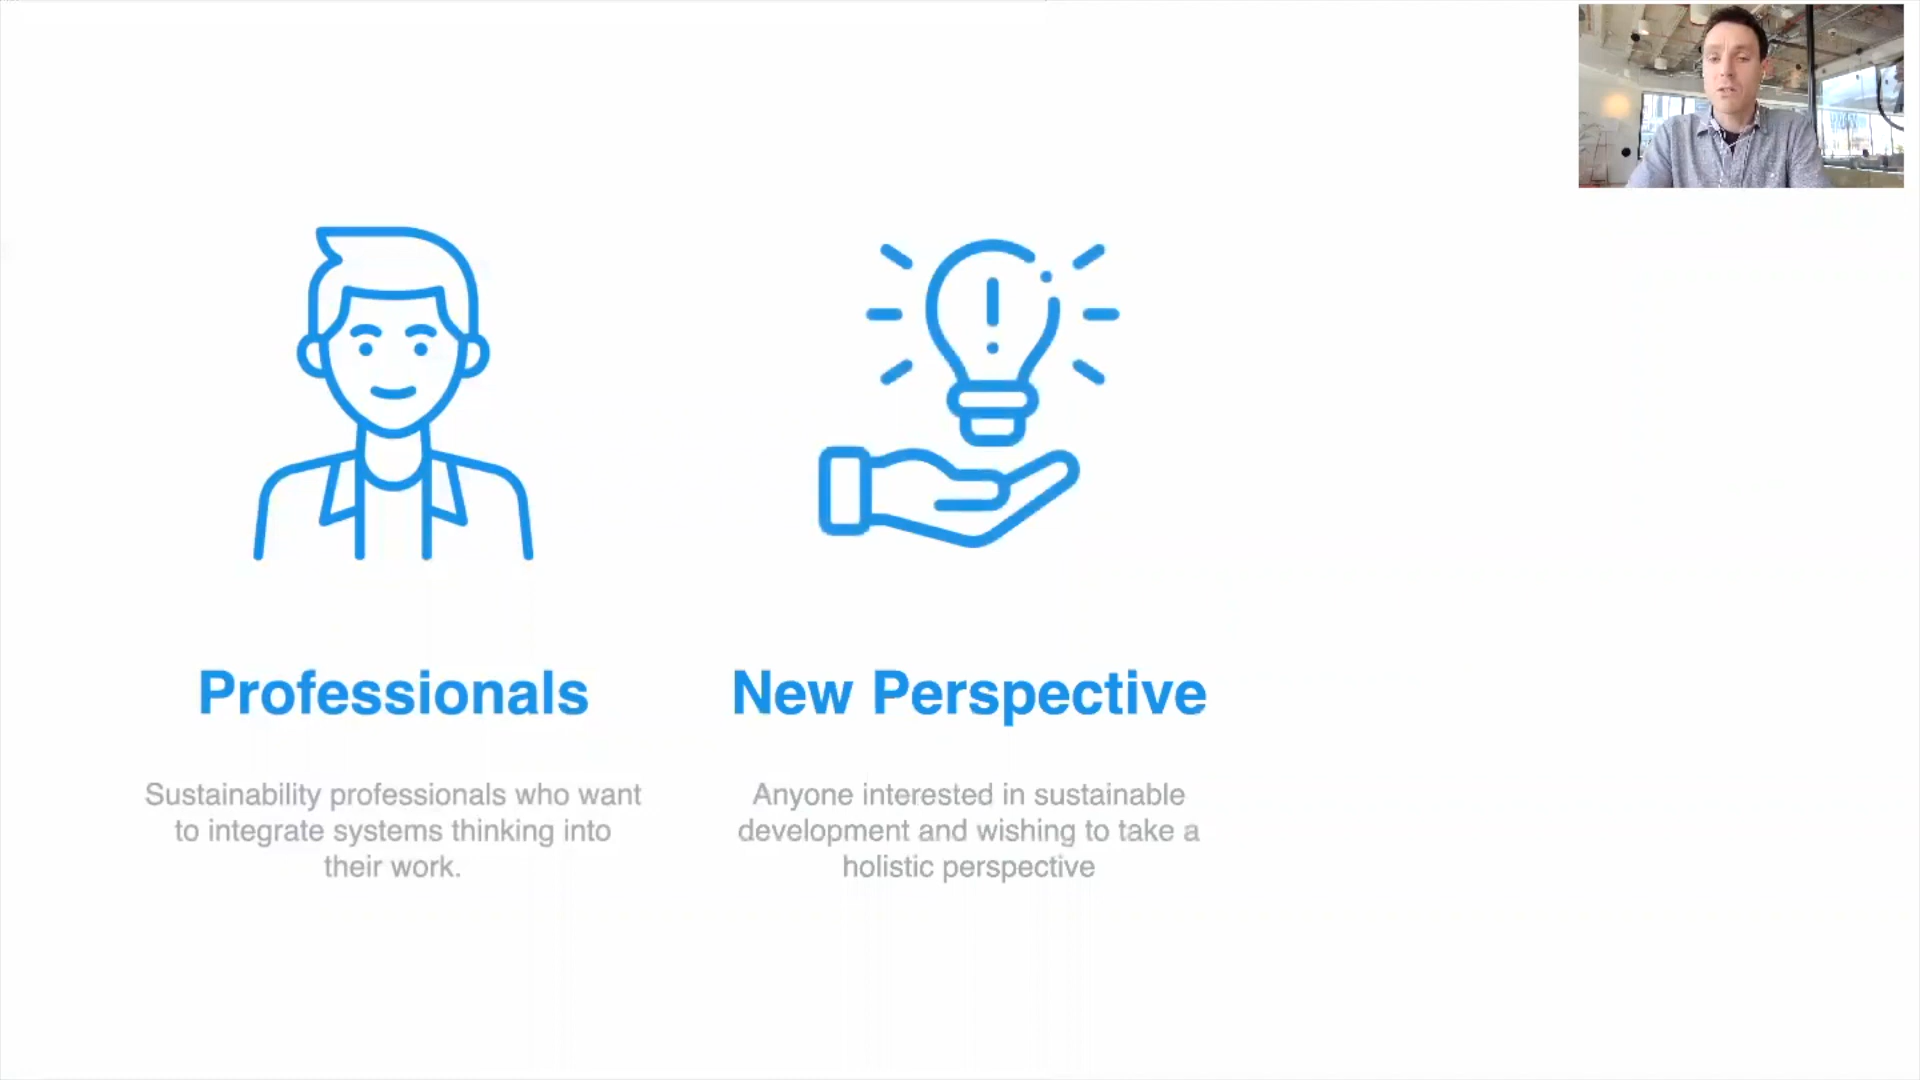 Professionals
Sustainability professionals who want
to integrate systems thinking into
their work.
New Perspective
Anyone interested in sustainable
development and wishing to take a
holistic perspective